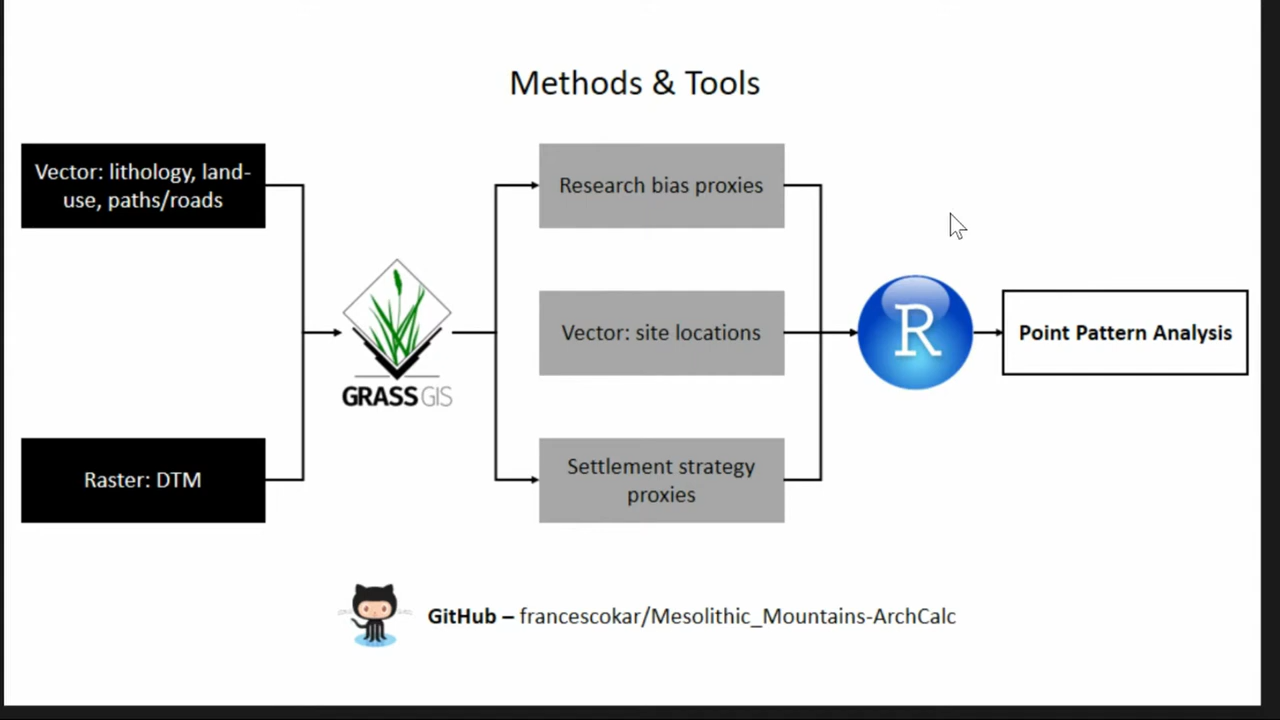 Methods & Tools
Vector: lithology, land-
use, paths/roads
Raster: DTM
GRASS GIS
Research bias proxies
Vector: site locations
Settlement strategy
proxies
R
Point Pattern Analysis
GitHub – francescokar/Mesolithic_Mountains-ArchCalc